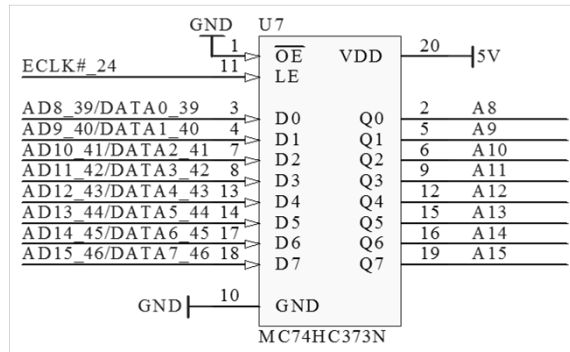 GND U7
1 OE VDD 20 5V
ECLK#_24 11 LE
AD8_39/DATA0_39 3 D0 Q0 2 A8
AD9_40/DATA1_40 4 D1 Q1 5 A9
AD10_41/DATA2_41 7 D2 Q2 6 A10
AD11_42/DATA3_42 8 D3 Q3 9 A11
AD12_43/DATA4_43 13 D4 Q4 12 A12
AD13_44/DATA5_44 14 D5 Q5 15 A13
AD14_45/DATA6_45 17 D6 Q6 16 A14
AD15_46/DATA7_46 18 D7 Q7 19 A15
GND 10 GND
MC74HC373N